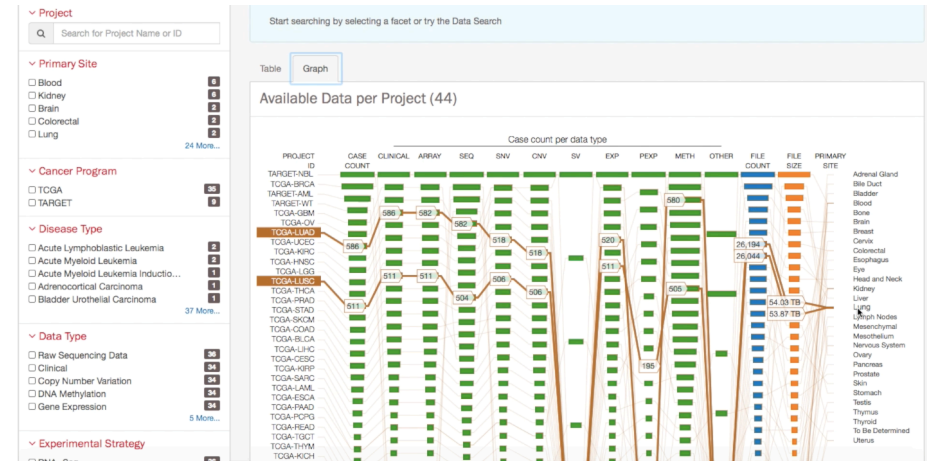 Project
Search for Project Name or ID
Primary Site
Blood 6
Kidney 6
Brain 2
Colorectal 2
Lung 2
24 More...
Cancer Program
TCGA 35
TARGET 9
Disease Type
Acute Lymphoblastic Leukemia 2
Acute Myeloid Leukemia 2
Acute Myeloid Leukemia Inductio... 1
Adrenocortical Carcinoma 1
Bladder Urothelial Carcinoma 1
37 More...
Data Type
Raw Sequencing Data 36
Clinical 34
Copy Number Variation 34
DNA Methylation 34
Gene Expression 34
5 More...
Experimental Strategy
Start searching by selecting a facet or try the Data Search
Table Graph
Available Data per Project (44)
Case count per data type
PROJECT ID
CASE COUNT
CLINICAL
ARRAY
SEQ
SNV
CNV
SV
EXP
PEXP
METH
OTHER
FILE COUNT
FILE SIZE
PRIMARY SITE
TARGET-NBL
TCGA-BRCA
TARGET-AML
TARGET-WT
TCGA-GBM
TCGA-OV
TCGA-LUAD
TCGA-UCEC
TCGA-KIRC
TCGA-HNSC
TCGA-LGG
TCGA-LUSC
TCGA-THCA
TCGA-PRAD
TCGA-STAD
TCGA-SKCM
TCGA-COAD
TCGA-BLCA
TCGA-LIHC
TCGA-CESC
TCGA-KIRP
TCGA-SARC
TCGA-LAML
TCGA-ESCA
TCGA-PAAD
TCGA-PCPG
TCGA-READ
TCGA-TGCT
TCGA-THYM
TCGA-KICH
586
586
582
582
518
518
520
580
26,194
54.03 TB
511
511
511
504
506
506
511
185
505
26,044
53.87 TB
Adrenal Gland
Bile Duct
Bladder
Blood
Bone
Brain
Breast
Cervix
Colorectal
Esophagus
Eye
Head and Neck
Kidney
Liver
Lung
Lymph Nodes
Mesenchymal
Mesothelium
Nervous System
Ovary
Pancreas
Prostate
Skin
Stomach
Testis
Thymus
Thyroid
To Be Determined
Uterus